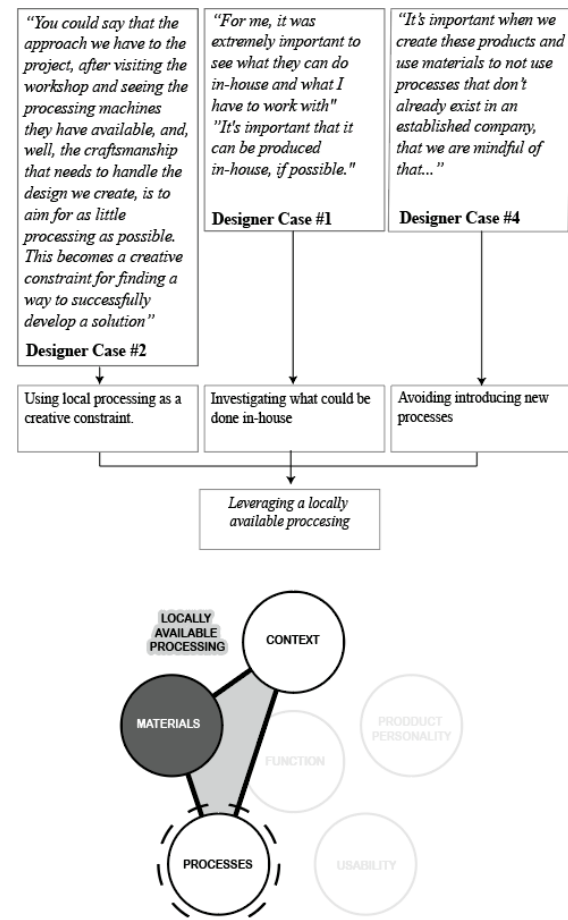 “You could say that the
approach we have to the
project, after visiting the
workshop and seeing the
processing machines
they have available, and,
well, the craftsmanship
that needs to handle the
design we create, is to
aim for as little
processing as possible.
This becomes a creative
constraint for finding a
way to successfully
develop a solution”
Designer Case #2
"For me, it was
extremely important to
see what they can do
in-house and what I
have to work with"
”It's important that it
can be produced
in-house, if possible."
Designer Case #1
“It’s important when we
create these products and
use materials to not use
processes that don’t
already exist in an
established company,
that we are mindful of
that...”
Designer Case #4
Using local processing as a
creative constraint.
Investigating what could be
done in-house
Avoiding introducing new
processes
Leveraging a locally
available proccesing
LOCALLY
AVAILABLE
PROCESSING
CONTEXT
MATERIALS
FUNCTION
PRODDUCT
PERSONALITY
PROCESSES
USABILITY